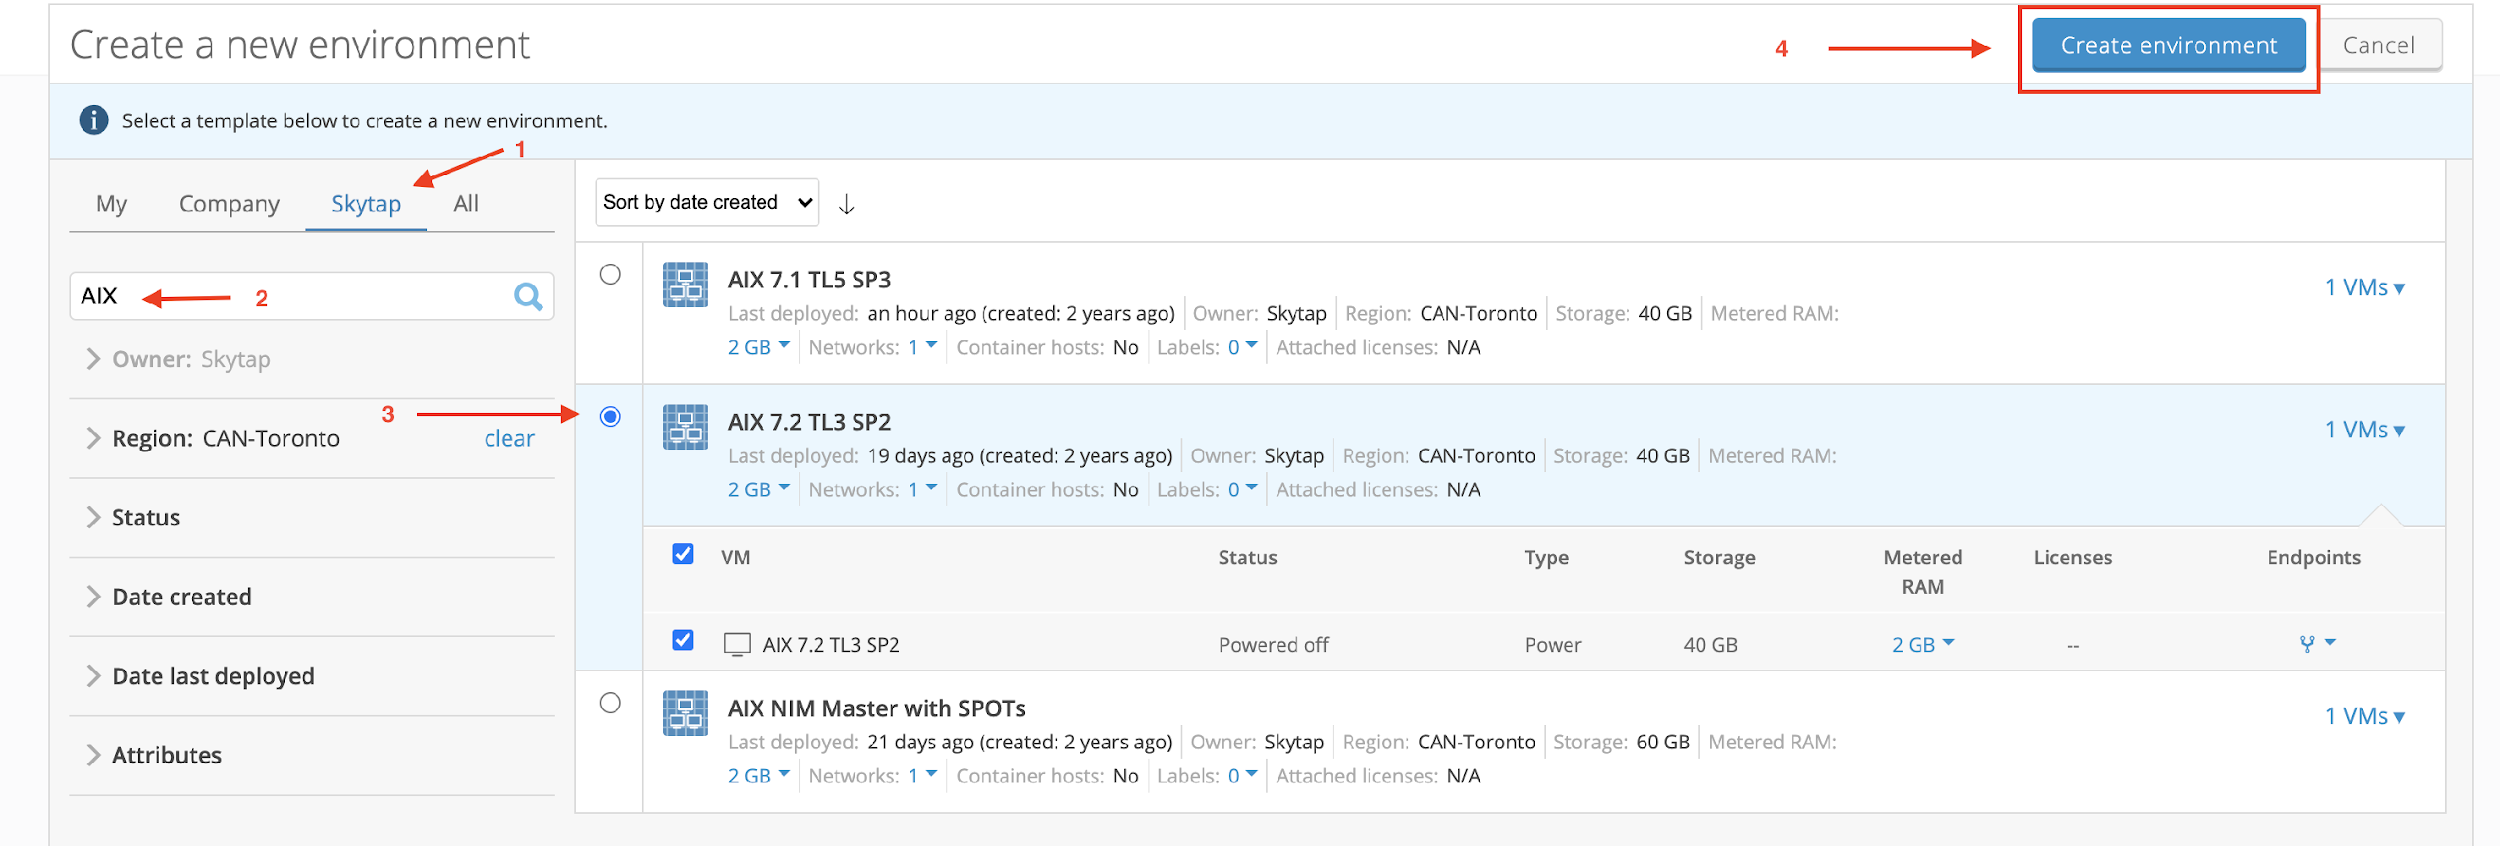 Create a new environment
4
Create environment
Cancel
Select a template below to create a new environment.
1
My Company Skytap All
Sort by date created
AIX
2
Owner: Skytap
Region: CAN-Toronto clear
Status
Date created
Date last deployed
Attributes
AIX 7.1 TL5 SP3
1 VMs
Last deployed: an hour ago (created: 2 years ago) Owner: Skytap Region: CAN-Toronto Storage: 40 GB Metered RAM:
2 GB Networks: 1 Container hosts: No Labels: 0 Attached licenses: N/A
3
AIX 7.2 TL3 SP2
1 VMs
Last deployed: 19 days ago (created: 2 years ago) Owner: Skytap Region: CAN-Toronto Storage: 40 GB Metered RAM:
2 GB Networks: 1 Container hosts: No Labels: 0 Attached licenses: N/A
VM Status Type Storage Metered RAM Licenses Endpoints
AIX 7.2 TL3 SP2 Powered off Power 40 GB 2 GB --
AIX NIM Master with SPOTs
1 VMs
Last deployed: 21 days ago (created: 2 years ago) Owner: Skytap Region: CAN-Toronto Storage: 60 GB Metered RAM:
2 GB Networks: 1 Container hosts: No Labels: 0 Attached licenses: N/A